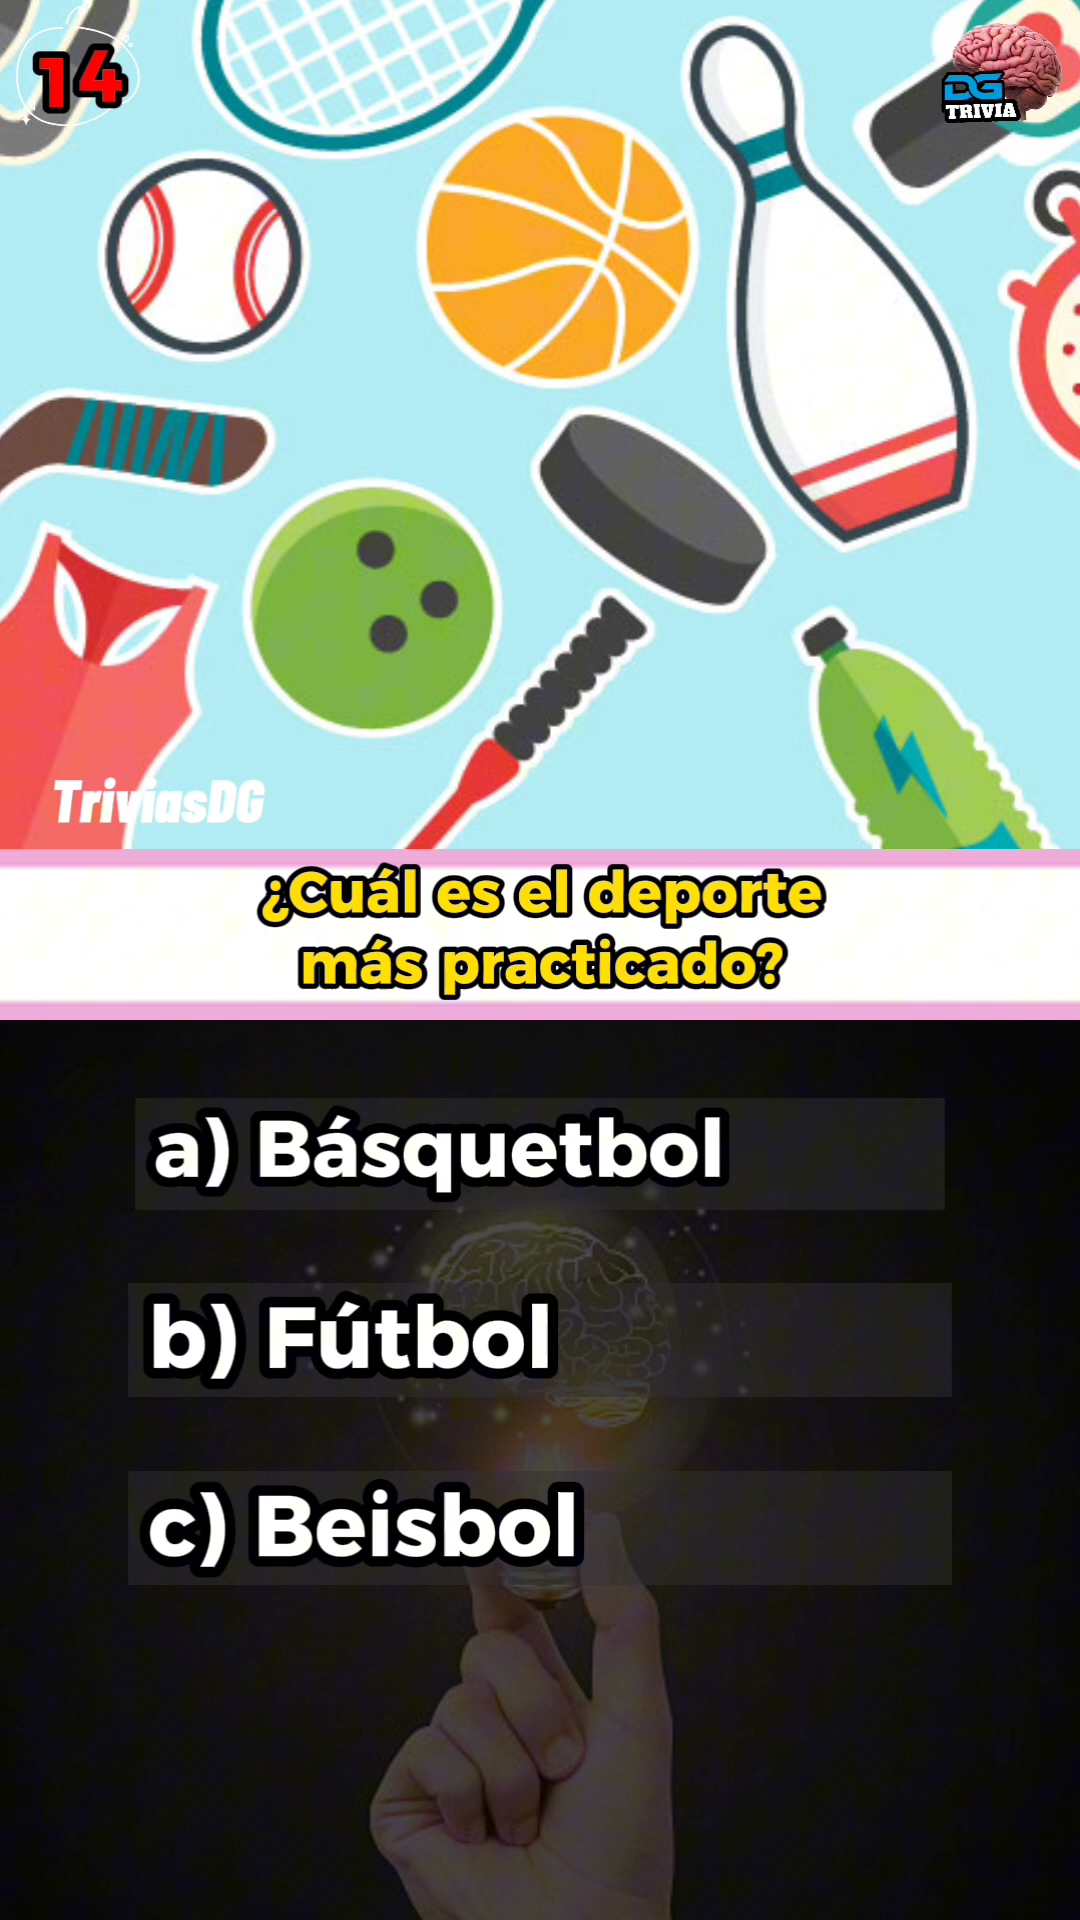 14
DG
TRIVIA
TriviasDG
¿Cuál es el deporte
más practicado?
a) Básquetbol
b) Fútbol
c) Beisbol